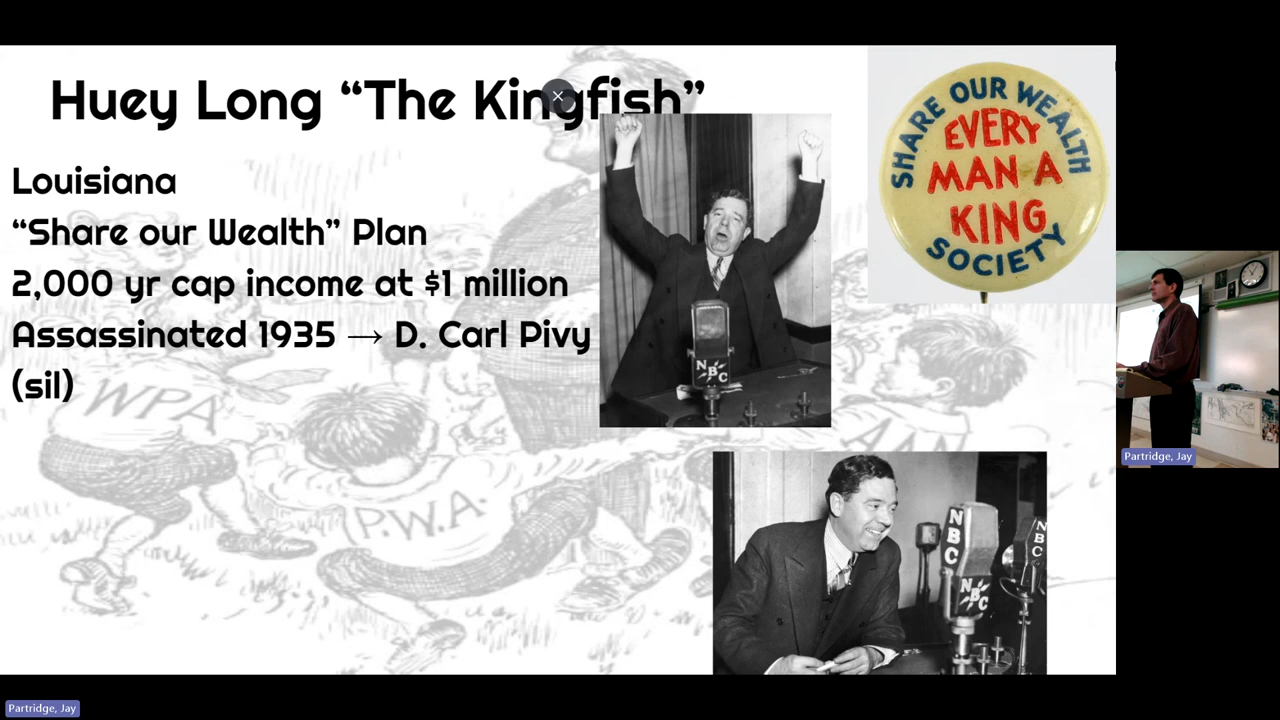 Huey Long “The Kingfish”
Louisiana
“Share our Wealth” Plan
2,000 yr cap income at $1 million
Assassinated 1935 → D. Carl Pivy
(sil)
SHARE OUR WEALTH
EVERY
MAN A
KING
SOCIETY
NBC
NBC
NBC
NBC
WPA
P.W.A.
Partridge, Jay
Partridge, Jay